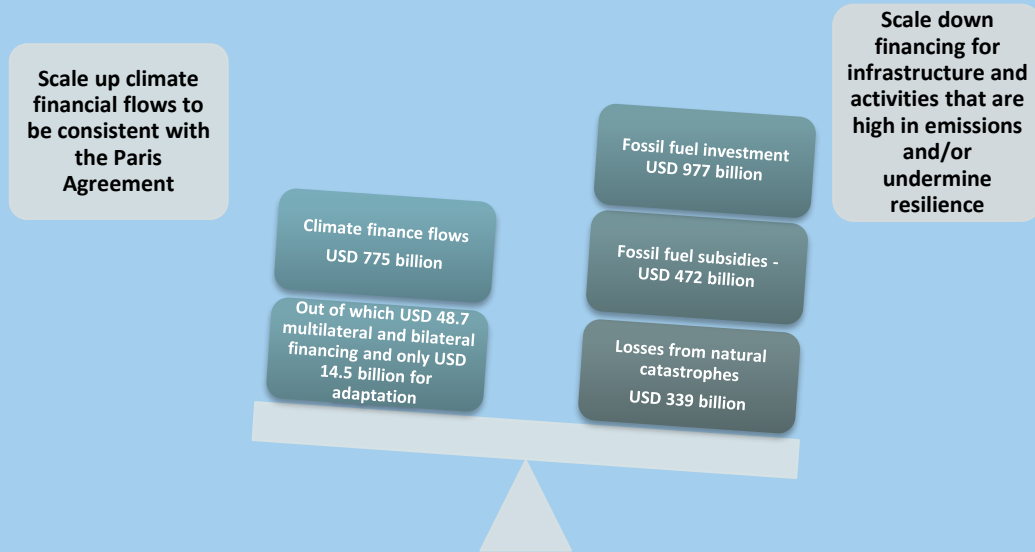 Scale up climate
financial flows to
be consistent with
the Paris
Agreement
Scale down
financing for
infrastructure and
activities that are
high in emissions
and/or
undermine
resilience
Climate finance flows
USD 775 billion
Out of which USD 48.7
multilateral and bilateral
financing and only USD
14.5 billion for
adaptation
Fossil fuel investment
USD 977 billion
Fossil fuel subsidies -
USD 472 billion
Losses from natural
catastrophes
USD 339 billion